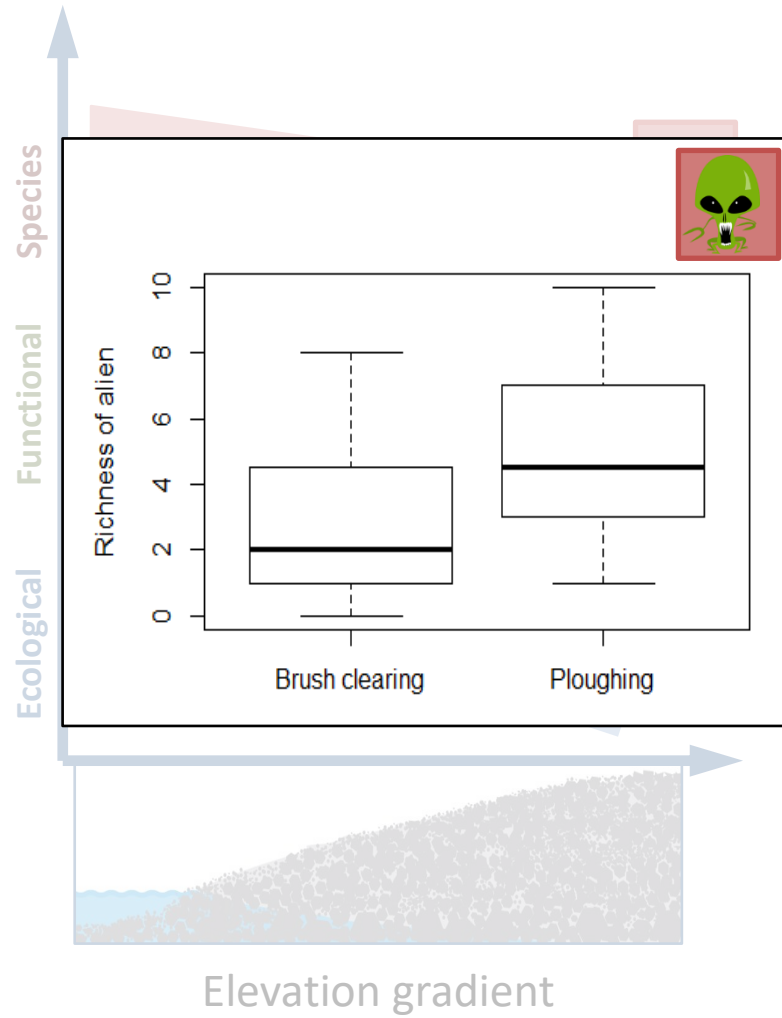 Species
Functional
Ecological
Richness of alien
10
8
6
4
2
0
Brush clearing
Ploughing
Elevation gradient